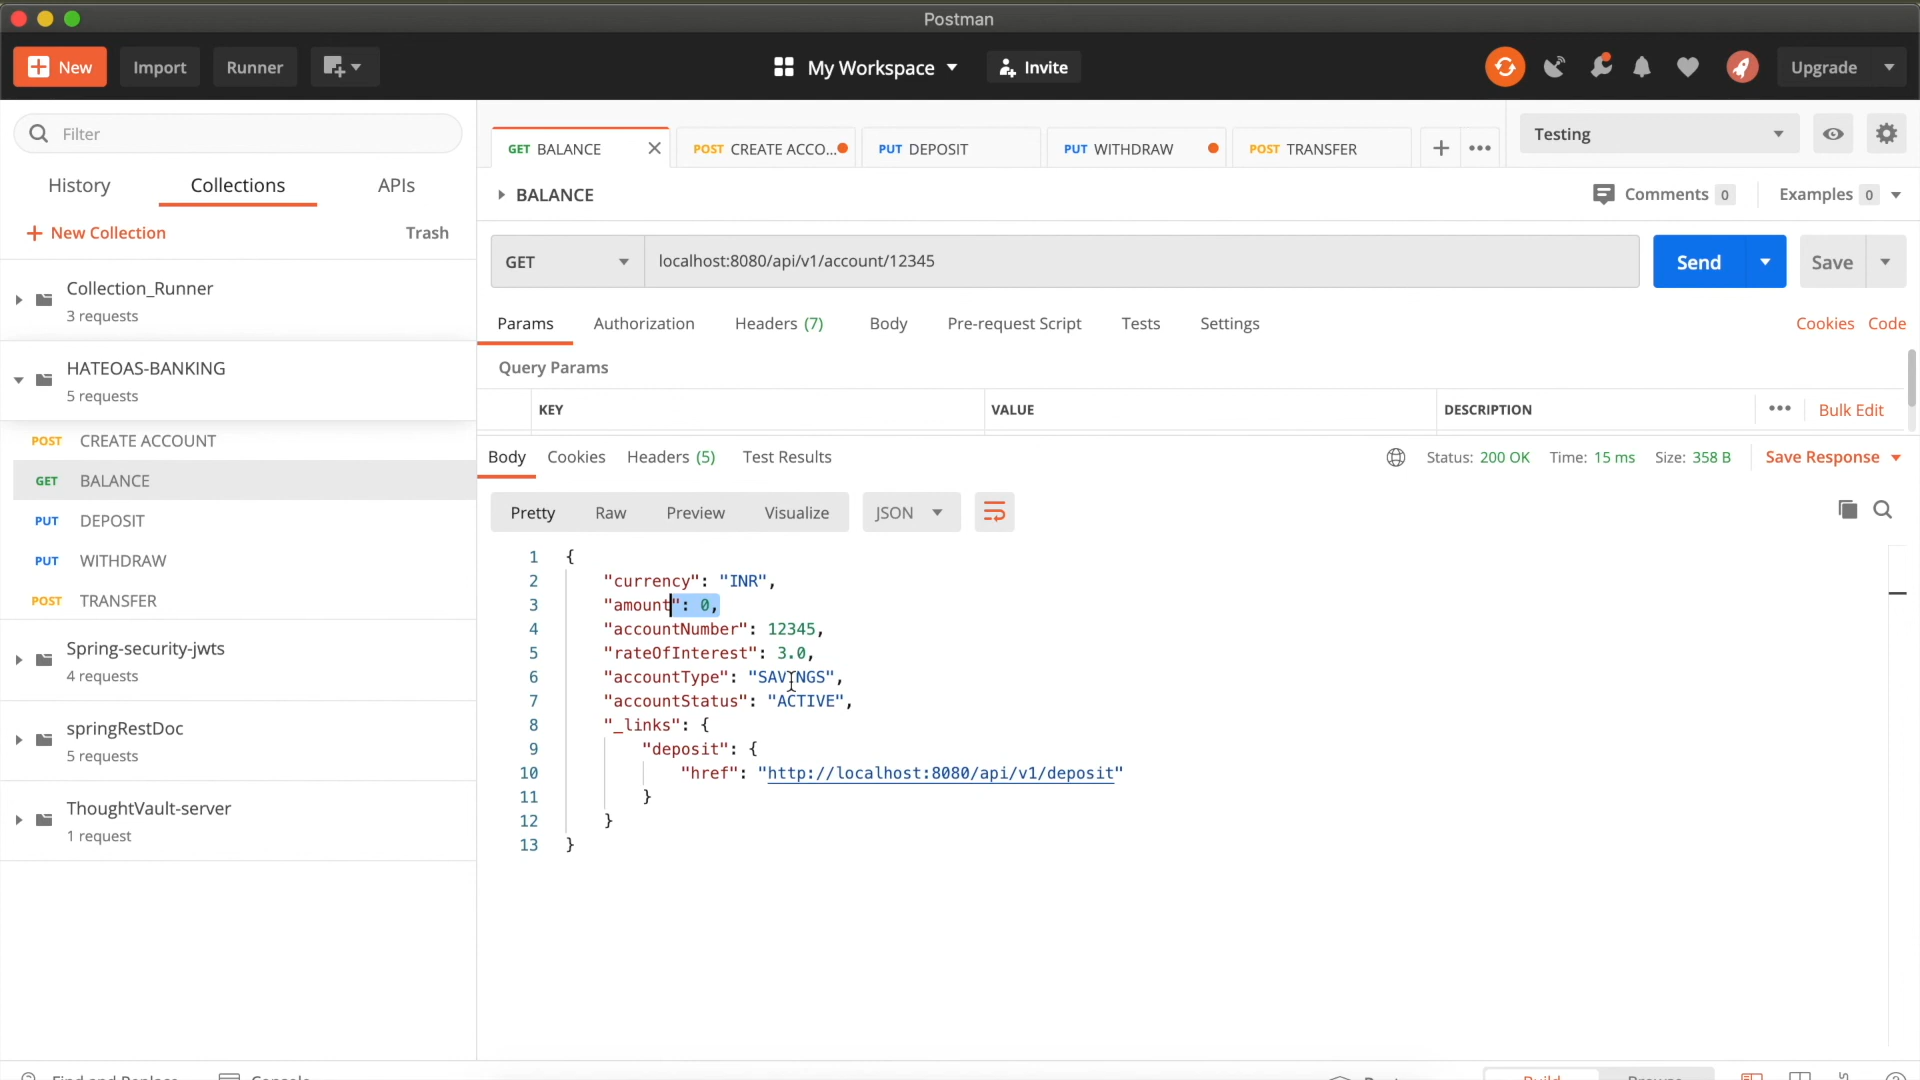 Postman
New
Import
Runner
My Workspace
Invite
Upgrade
Filter
GET BALANCE
POST CREATE ACCO...
PUT DEPOSIT
PUT WITHDRAW
POST TRANSFER
Testing
History
Collections
APIs
BALANCE
Comments 0
Examples 0
+ New Collection
Trash
GET
localhost:8080/api/v1/account/12345
Send
Save
Collection_Runner
3 requests
Params
Authorization
Headers (7)
Body
Pre-request Script
Tests
Settings
Cookies
Code
HATEOAS-BANKING
5 requests
Query Params
KEY
VALUE
DESCRIPTION
Bulk Edit
POST CREATE ACCOUNT
GET BALANCE
PUT DEPOSIT
PUT WITHDRAW
POST TRANSFER
Body
Cookies
Headers (5)
Test Results
Status: 200 OK
Time: 15 ms
Size: 358 B
Save Response
Pretty
Raw
Preview
Visualize
JSON
1 {
2 "currency": "INR",
3 "amount": 0,
4 "accountNumber": 12345,
5 "rateOfInterest": 3.0,
6 "accountType": "SAVINGS",
7 "accountStatus": "ACTIVE",
8 "_links": {
9 "deposit": {
10 "href": "http://localhost:8080/api/v1/deposit"
11 }
12 }
13 }
Spring-security-jwts
4 requests
springRestDoc
5 requests
ThoughtVault-server
1 request
Find and Replace
Console
Build
Browse